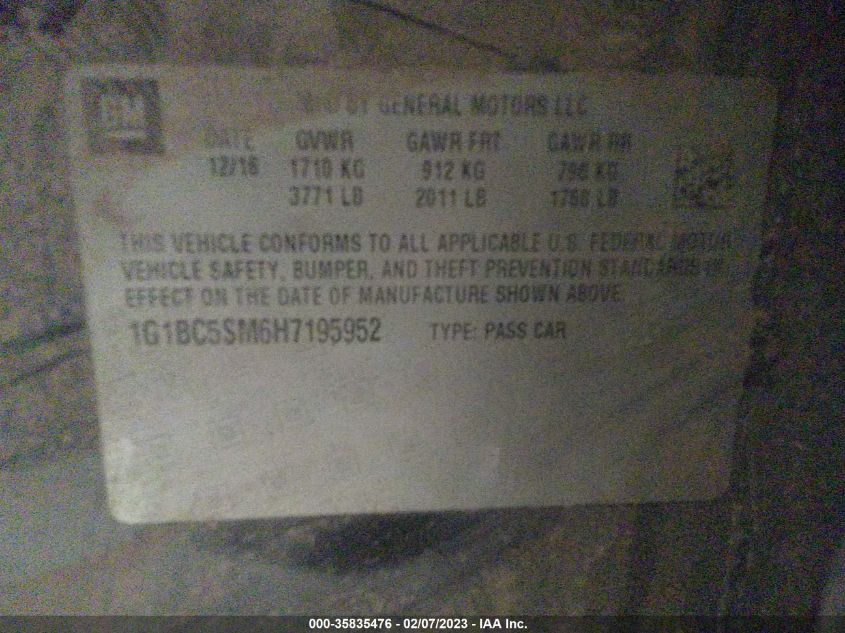 GM
MFD BY GENERAL MOTORS LLC
DATE GVWR GAWR FRT GAWR RR
12/16 1710 KG 912 KG 798 KG
3771 LB 2011 LB 1760 LB
THIS VEHICLE CONFORMS TO ALL APPLICABLE U.S. FEDERAL MOTOR
VEHICLE SAFETY, BUMPER, AND THEFT PREVENTION STANDARDS IN
EFFECT ON THE DATE OF MANUFACTURE SHOWN ABOVE.
1G1BC5SM6H7195952 TYPE: PASS CAR
000-35835476 - 02/07/2023 - IAA Inc.